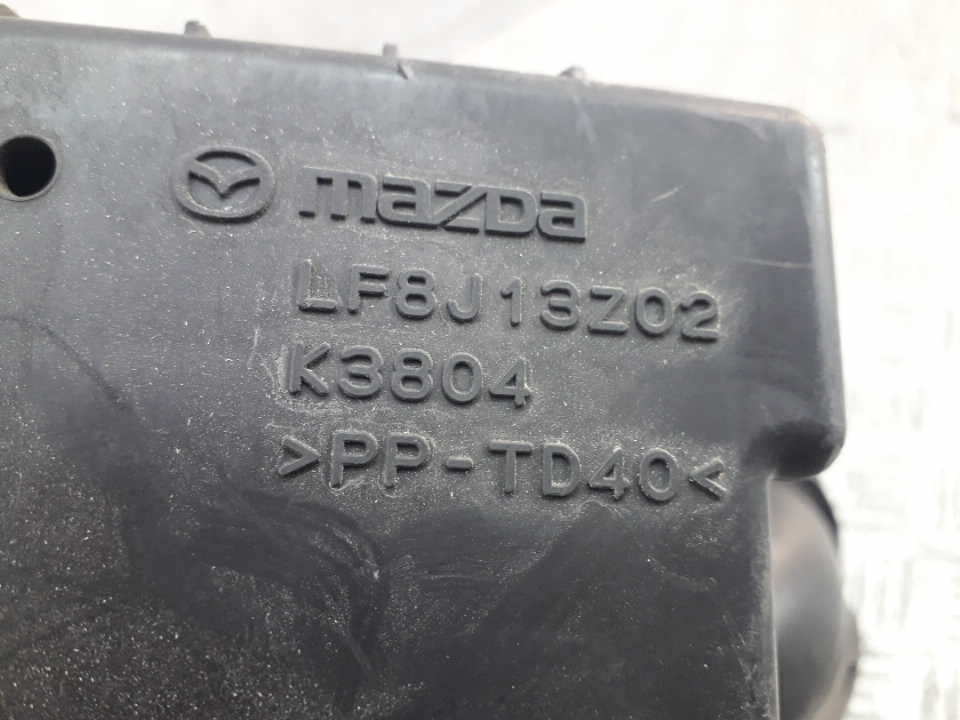 mazda
LF8J13Z02
K3804
>PP-TD40<